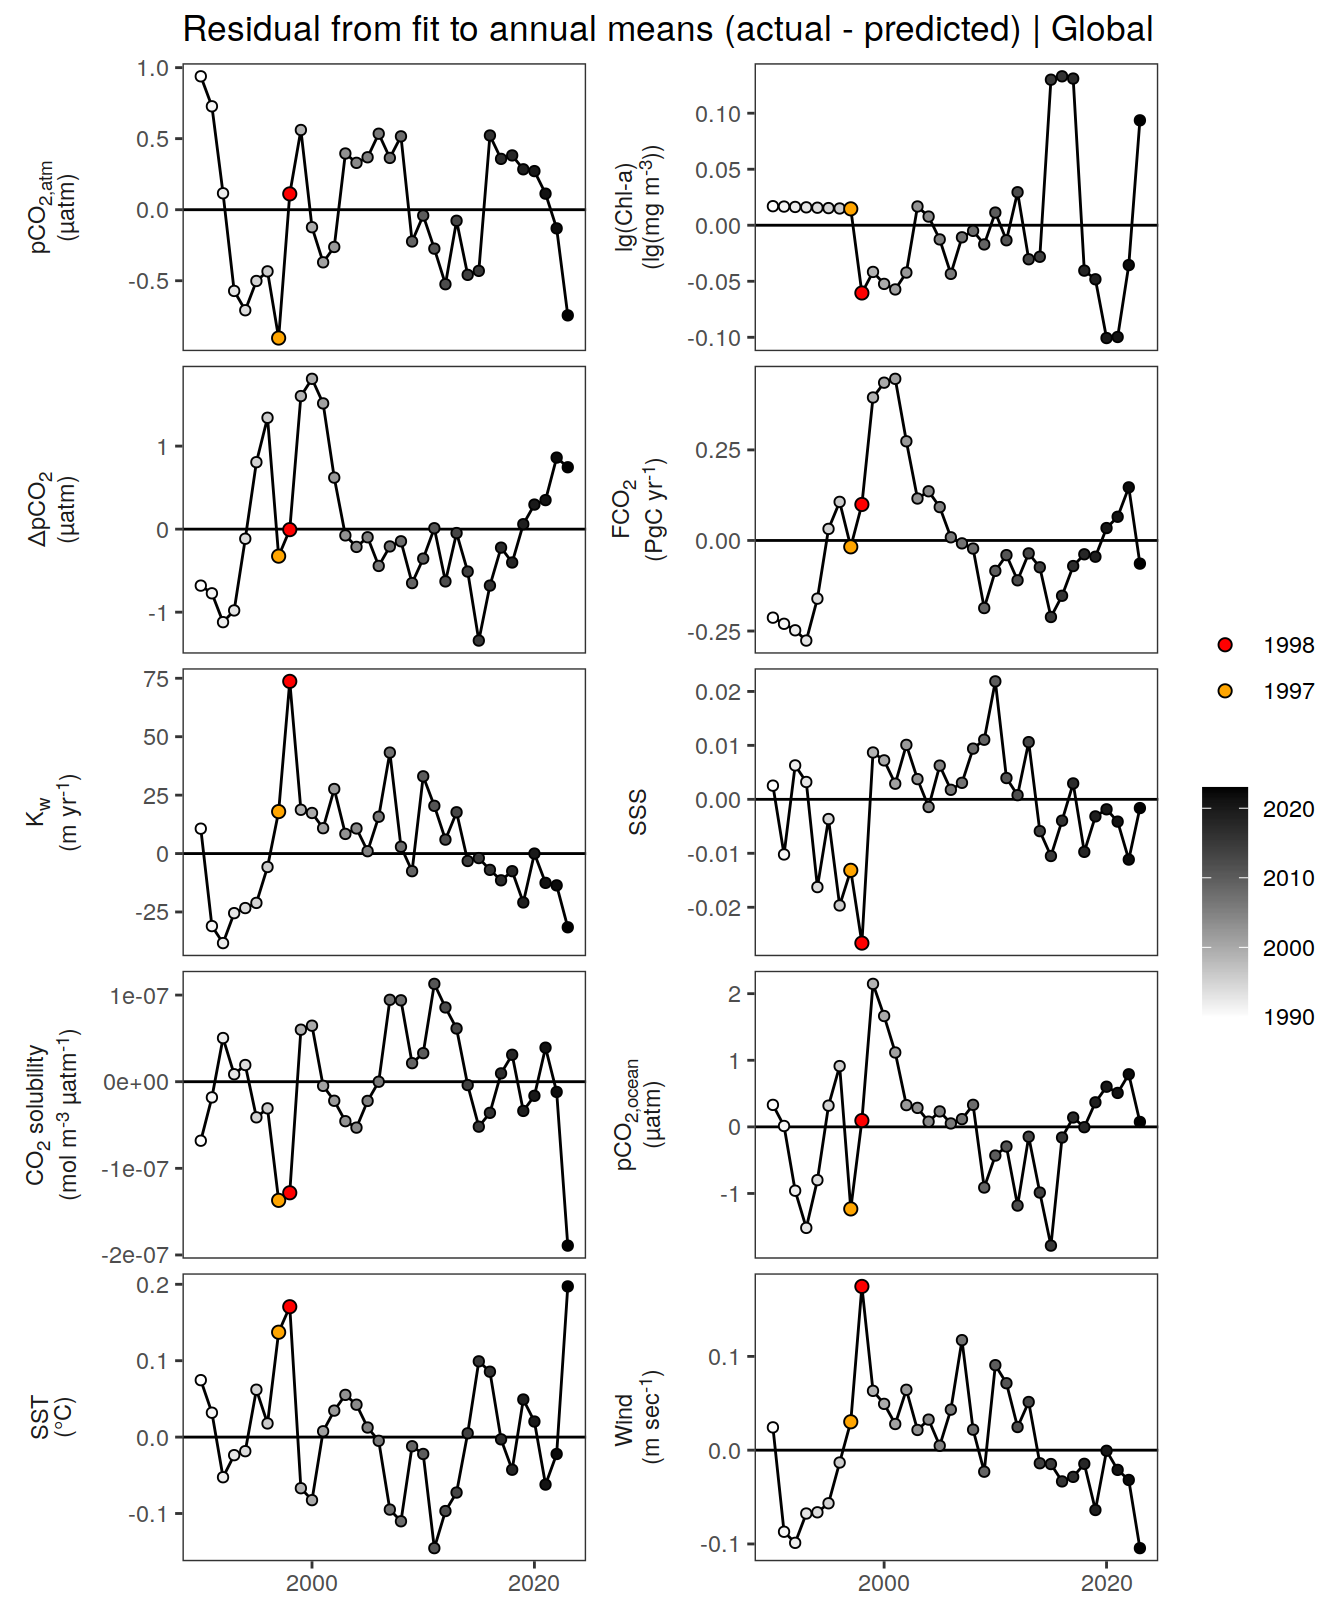 Residual from fit to annual means (actual - predicted) | Global
pCO2,atm
(µatm)
1.0
0.5
0.0
-0.5
lg(Chl-a)
(lg(mg m-3))
0.10
0.05
0.00
-0.05
-0.10
ΔpCO2
(µatm)
1
0
-1
FCO2
(PgC yr-1)
0.25
0.00
-0.25
Kw
(m yr-1)
75
50
25
0
-25
SSS
0.02
0.01
0.00
-0.01
-0.02
CO2 solubility
(mol m-3 µatm-1)
1e-07
0e+00
-1e-07
-2e-07
pCO2,ocean
(µatm)
2
1
0
-1
SST
(°C)
0.2
0.1
0.0
-0.1
2000
2020
Wind
(m sec-1)
0.1
0.0
-0.1
2000
2020
1998
1997
2020
2010
2000
1990